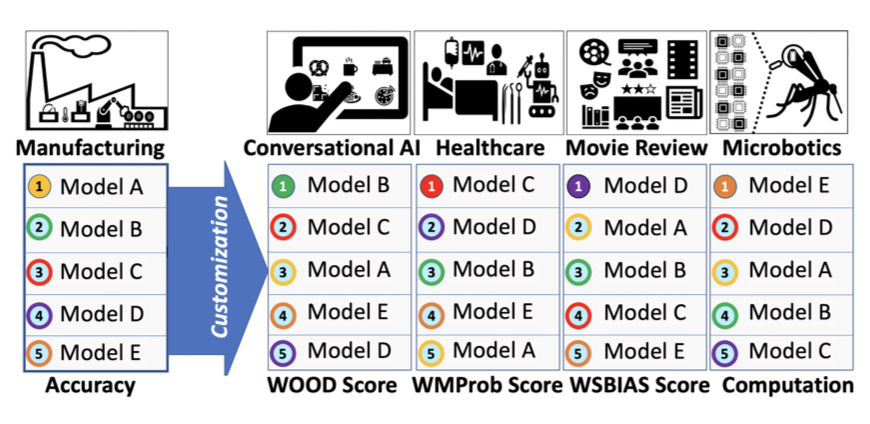 Manufacturing
1 Model A
2 Model B
3 Model C
4 Model D
5 Model E
Accuracy
Customization
Conversational AI
1 Model B
2 Model C
3 Model A
4 Model E
5 Model D
WOOD Score
Healthcare
1 Model C
2 Model D
3 Model B
4 Model E
5 Model A
WMProb Score
Movie Review
1 Model D
2 Model A
3 Model B
4 Model C
5 Model E
WSBIAS Score
Microbotics
1 Model E
2 Model D
3 Model A
4 Model B
5 Model C
Computation